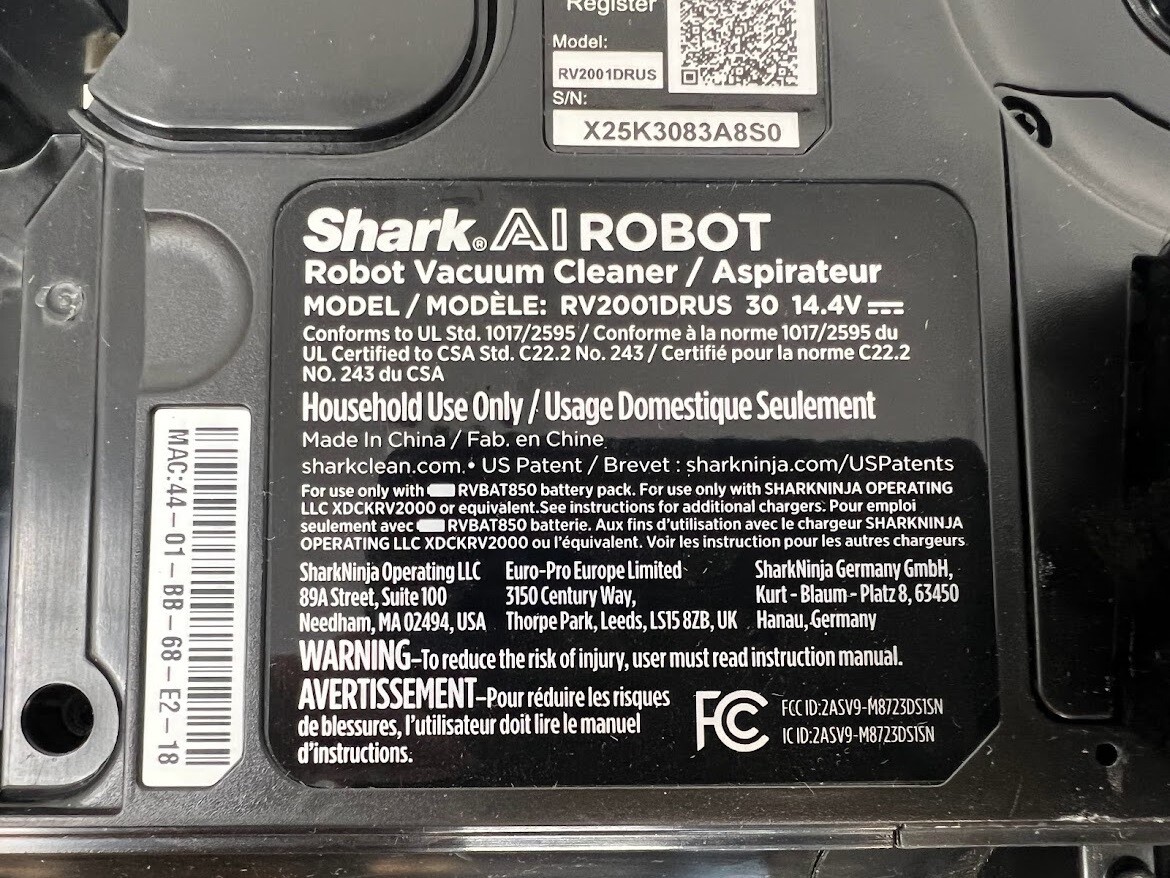 Register
Model:
RV2001DRUS
S/N:
X25K3083A8S0
Shark® AI ROBOT
Robot Vacuum Cleaner / Aspirateur
MODEL / MODÈLE: RV2001DRUS 30 14.4V
Conforms to UL Std. 1017/2595 / Conforme à la norme 1017/2595 du
UL Certified to CSA Std. C22.2 No. 243 / Certifié pour la norme C22.2
NO. 243 du CSA
Household Use Only / Usage Domestique Seulement
Made In China / Fab. en Chine
sharkclean.com. • US Patent / Brevet : sharkninja.com/USPatents
For use only with RVBAT850 battery pack. For use only with SHARKNINJA OPERATING
LLC XDCKRV2000 or equivalent.See instructions for additional chargers. Pour emploi
seulement avec RVBAT850 batterie. Aux fins d'utilisation avec le chargeur SHARKNINJA
OPERATING LLC XDCKRV2000 ou l'équivalent. Voir les instruction pour les autres chargeurs
SharkNinja Operating LLC
89A Street, Suite 100
Needham, MA 02494, USA
Euro-Pro Europe Limited
3150 Century Way,
Thorpe Park, Leeds, LS15 8ZB, UK
SharkNinja Germany GmbH,
Kurt - Blaum - Platz 8, 63450
Hanau, Germany
WARNING–To reduce the risk of injury, user must read instruction manual.
AVERTISSEMENT–Pour réduire les risques
de blessures, l'utilisateur doit lire le manuel
d'instructions.
FC
FCC ID:2ASV9-M8723DS1SN
IC ID:2ASV9-M8723DS1SN
MAC:44-01-BB-68-E2-18